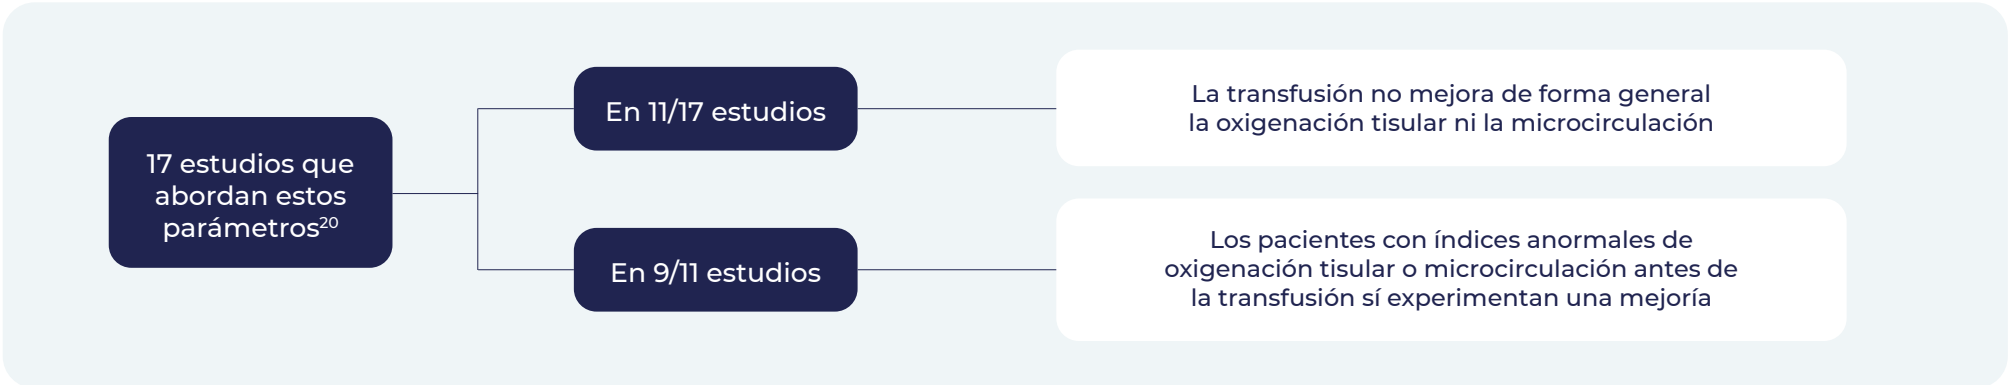 17 estudios que
abordan estos
parámetros²⁰
En 11/17 estudios
La transfusión no mejora de forma general
la oxigenación tisular ni la microcirculación
En 9/11 estudios
Los pacientes con índices anormales de
oxigenación tisular o microcirculación antes de
la transfusión sí experimentan una mejoría